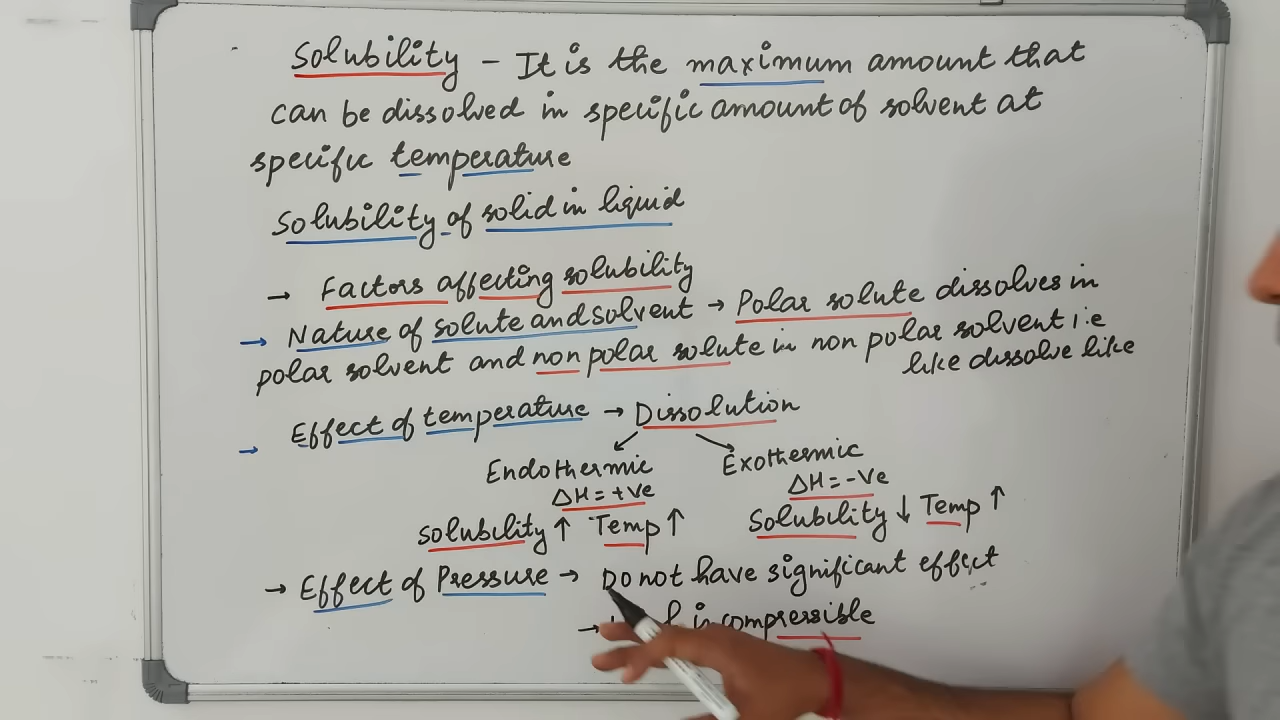 Solubility - It is the maximum amount that
can be dissolved in specific amount of solvent at
specific temperature
Solubility of solid in liquid
→ Factors affecting solubility
→ Nature of solute and solvent → Polar solute dissolves in
polar solvent and non polar solute in non polar solvent i.e
like dissolve like
→ Effect of temperature → Dissolution
Endothermic Exothermic
ΔH = +ve ΔH = -ve
Solubility ↑ Temp ↑ Solubility ↓ Temp ↑
→ Effect of Pressure → Do not have significant effect
→ incompressible